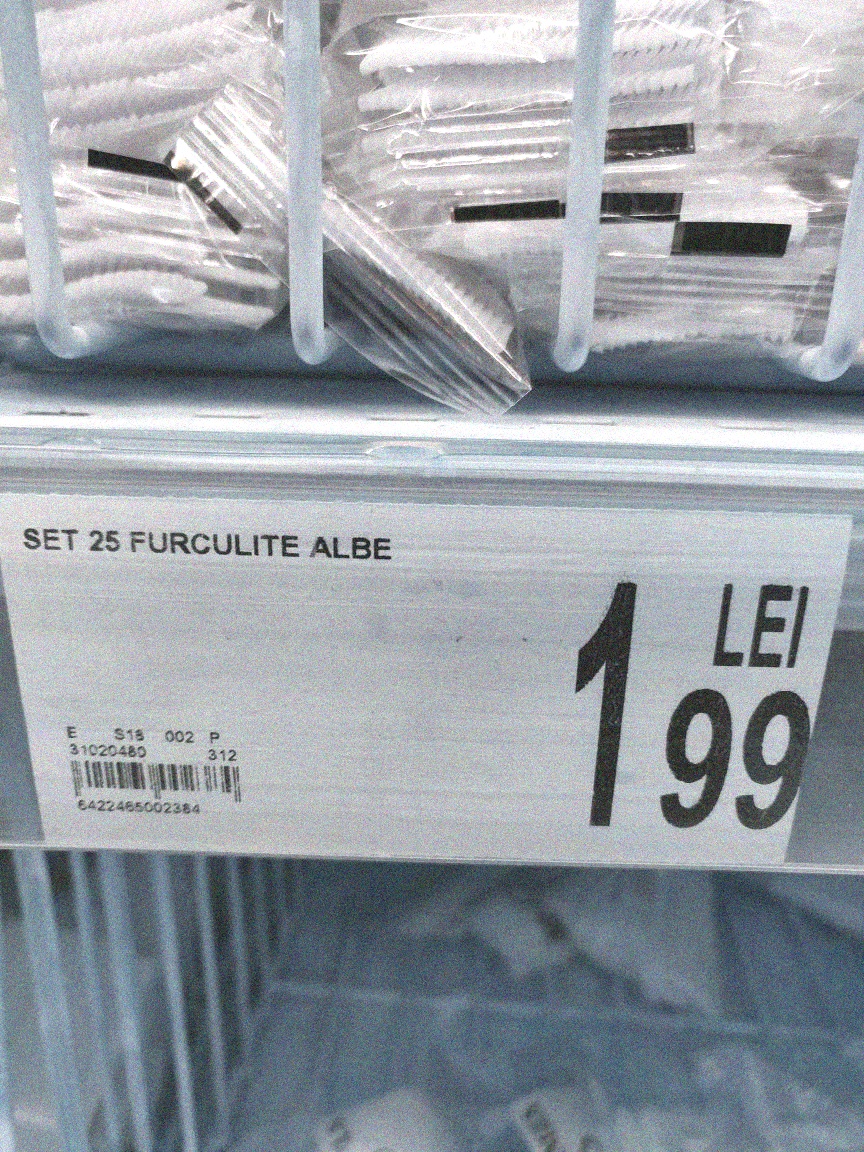 SET 25 FURCULITE ALBE
1 99 LEI
E S18 002 P
31020480 312
6422465002384